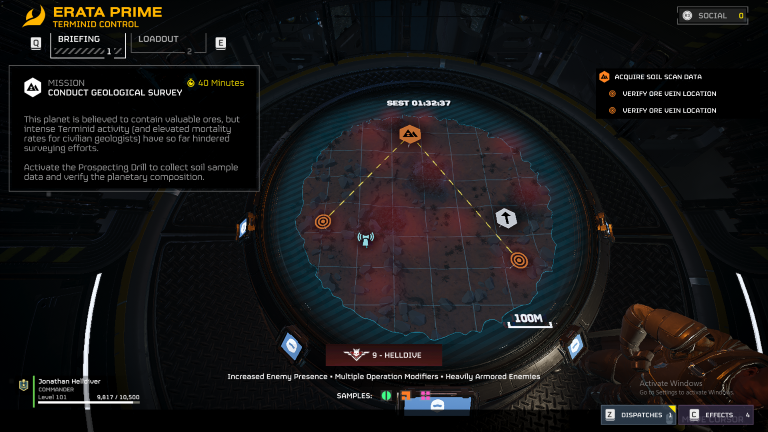 ERATA PRIME
TERMINID CONTROL
SOCIAL 0
Q
BRIEFING
1
LOADOUT
2
E
MISSION
40 Minutes
CONDUCT GEOLOGICAL SURVEY
This planet is believed to contain valuable ores, but
intense Terminid activity (and elevated mortality
rates for civilian geologists) have so far hindered
surveying efforts.
Activate the Prospecting Drill to collect soil sample
data and verify the planetary composition.
ACQUIRE SOIL SCAN DATA
VERIFY ORE VEIN LOCATION
VERIFY ORE VEIN LOCATION
SEST 01:32:37
100M
9 - HELLDIVE
Increased Enemy Presence • Multiple Operation Modifiers • Heavily Armored Enemies
SAMPLES:
Jonathan Helldiver
COMMANDER
Level 101
9,817 / 10,500
Activate Windows
Go to Settings to activate Windows.
Z DISPATCHES 1
C EFFECTS 4
CURSOR